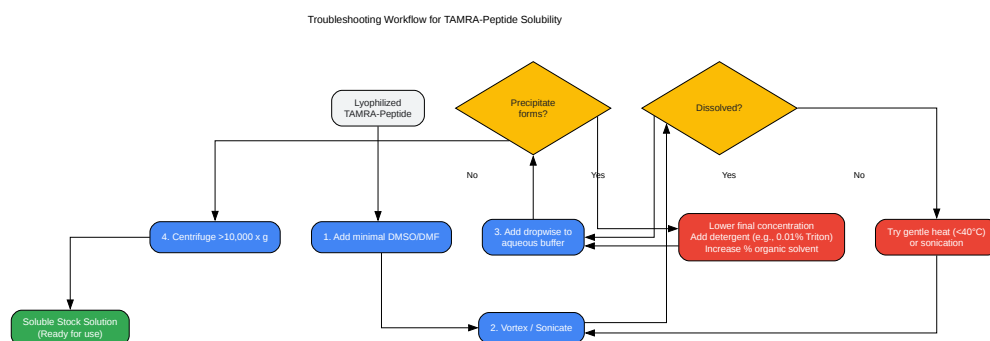 Troubleshooting Workflow for TAMRA-Peptide Solubility
Lyophilized
TAMRA-Peptide
Precipitate
forms?
Dissolved?
No
Yes
Yes
No
4. Centrifuge >10,000 x g
1. Add minimal DMSO/DMF
3. Add dropwise to
aqueous buffer
Lower final concentration
Add detergent (e.g., 0.01% Triton)
Increase % organic solvent
Try gentle heat (<40°C)
or sonication
Soluble Stock Solution
(Ready for use)
2. Vortex / Sonicate